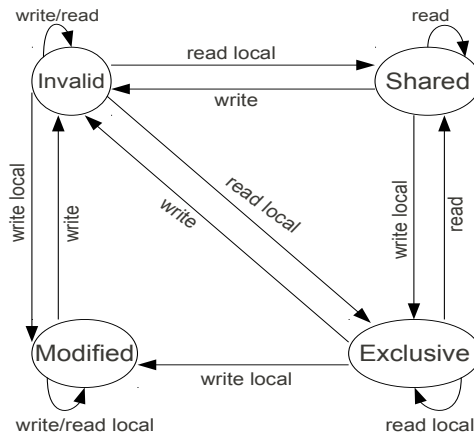 write/read
read
Invalid
read local
Shared
write
write local
write
write
read local
write local
read
Modified
write local
Exclusive
write/read local
read local